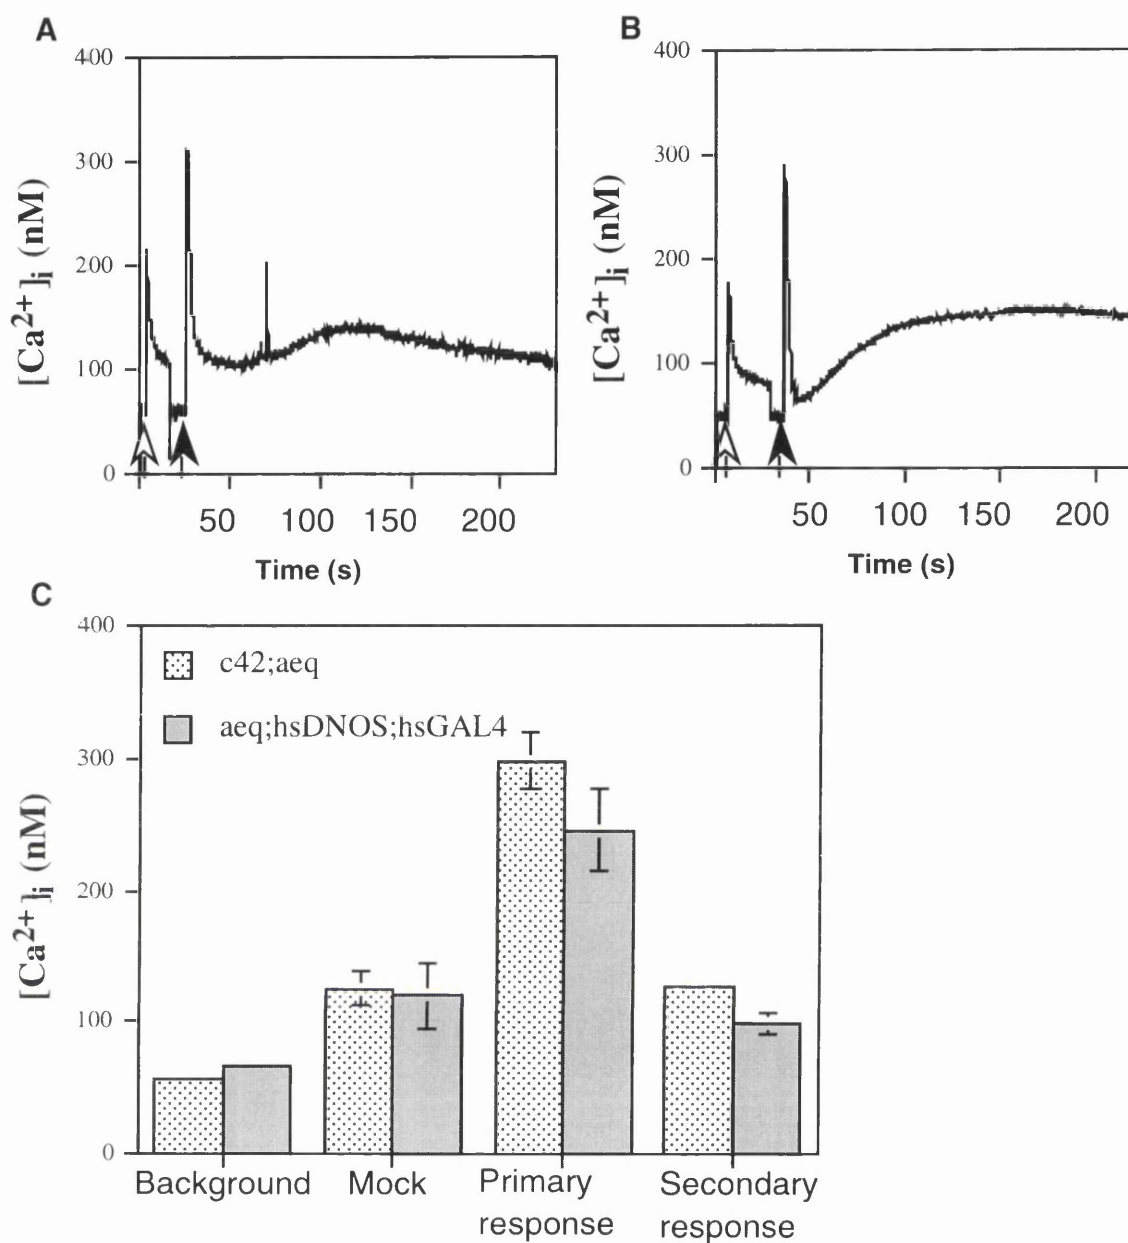 A
400
300
200
100
0
[Ca2+]i (nM)
50 100 150 200
Time (s)
B
400
300
200
100
0
[Ca2+]i (nM)
50 100 150 200
Time (s)
C
400
300
200
100
0
[Ca2+]i (nM)
c42;aeq
aeq;hsDNOS;hsGAL4
Background Mock Primary response Secondary response